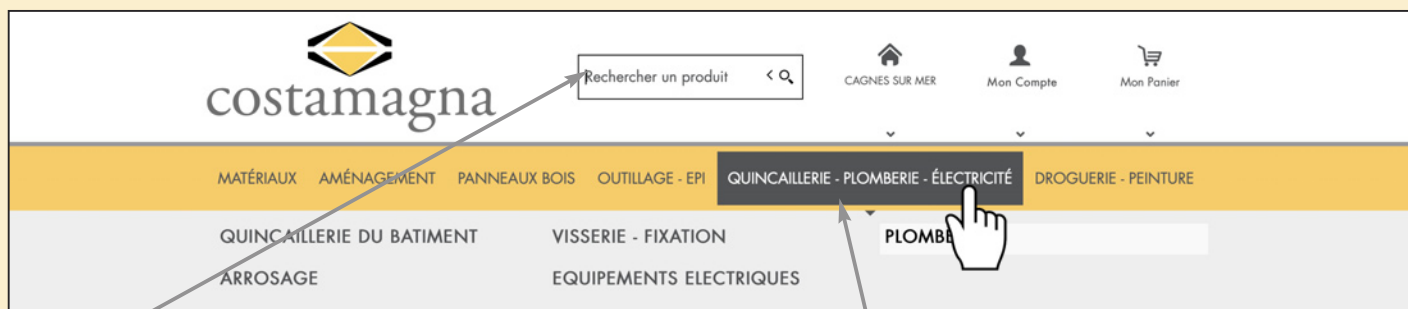 costamagna
Rechercher un produit
CAGNES SUR MER
Mon Compte
Mon Panier
MATÉRIAUX AMÉNAGEMENT PANNEAUX BOIS OUTILLAGE - EPI QUINCAILLERIE - PLOMBERIE - ÉLECTRICITÉ DROGUERIE - PEINTURE
QUINCAILLERIE DU BATIMENT VISSERIE - FIXATION
ARROSAGE EQUIPEMENTS ELECTRIQUES